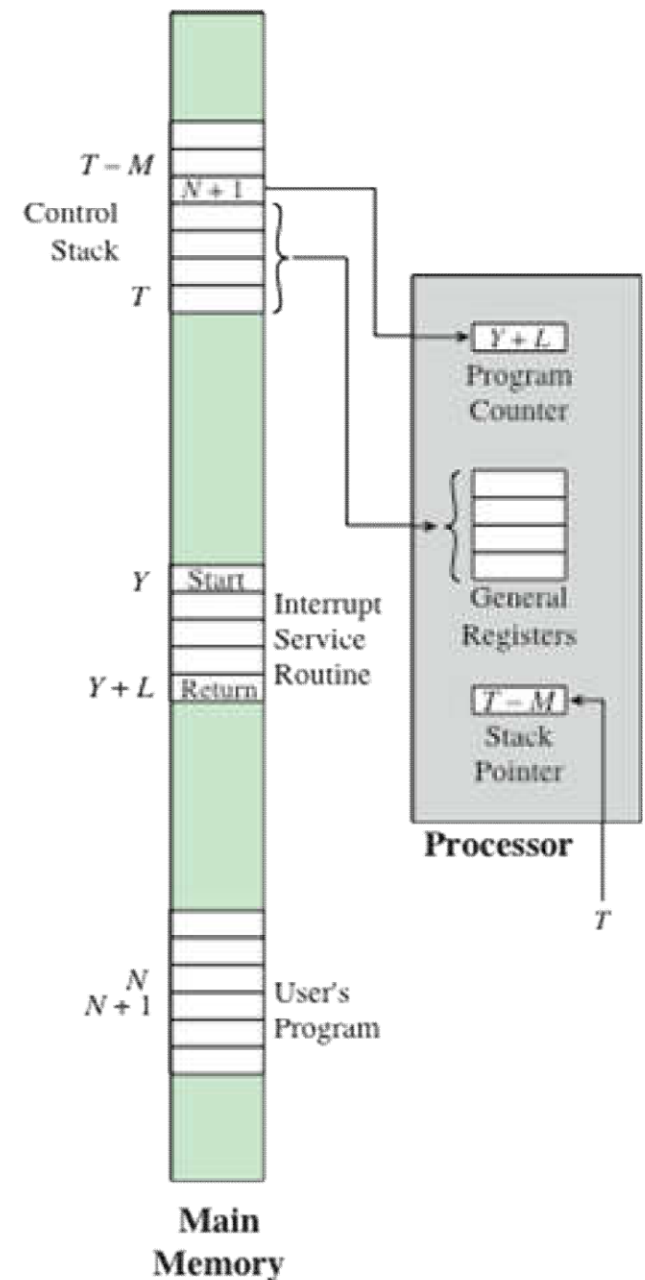 T – M
N + 1
Control
Stack
T
Y + L
Program
Counter
Y
Start
Interrupt
Service
Routine
Y + L
Return
General
Registers
T – M
Stack
Pointer
Processor
T
N
N + 1
User's
Program
Main
Memory